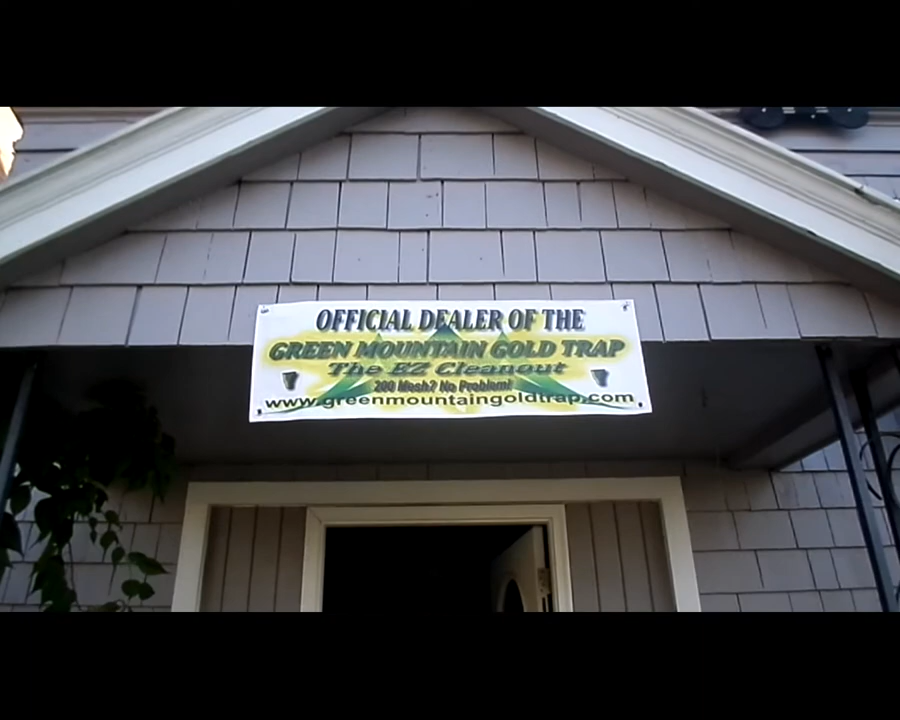 OFFICIAL DEALER OF THE
GREEN MOUNTAIN GOLD TRAP
The EZ Cleanout
200 Mesh? No Problem!
www.greenmountaingoldtrap.com